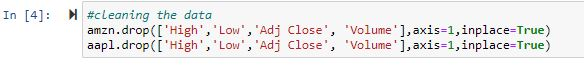 In [4]:
#cleaning the data
amzn.drop(['High','Low','Adj Close', 'Volume'],axis=1,inplace=True)
aapl.drop(['High','Low','Adj Close', 'Volume'],axis=1,inplace=True)